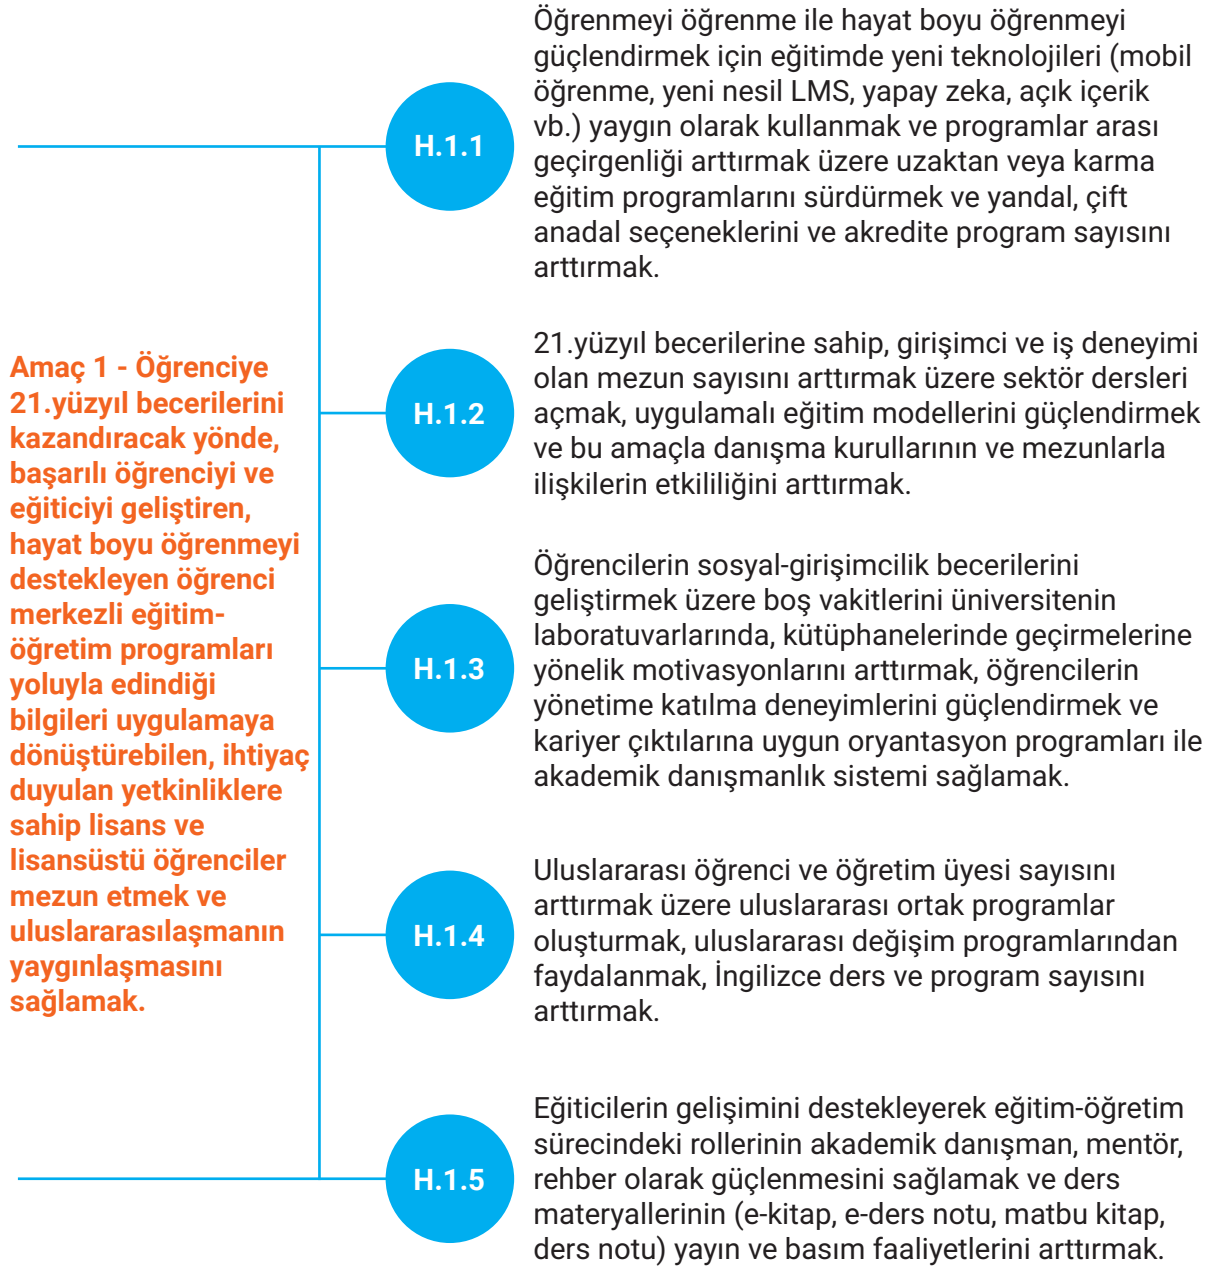 Amaç 1 - Öğrenciye
21.yüzyıl becerilerini
kazandıracak yönde,
başarılı öğrenciyi ve
eğiticiyi geliştiren,
hayat boyu öğrenmeyi
destekleyen öğrenci
merkezli eğitim-
öğretim programları
yoluyla edindiği
bilgileri uygulamaya
dönüştürebilen, ihtiyaç
duyulan yetkinliklere
sahip lisans ve
lisansüstü öğrenciler
mezun etmek ve
uluslararasılaşmanın
yaygınlaşmasını
sağlamak.
H.1.1
Öğrenmeyi öğrenme ile hayat boyu öğrenmeyi
güçlendirmek için eğitimde yeni teknolojileri (mobil
öğrenme, yeni nesil LMS, yapay zeka, açık içerik
vb.) yaygın olarak kullanmak ve programlar arası
geçirgenliği arttırmak üzere uzaktan veya karma
eğitim programlarını sürdürmek ve yandal, çift
anadal seçeneklerini ve akredite program sayısını
arttırmak.
H.1.2
21.yüzyıl becerilerine sahip, girişimci ve iş deneyimi
olan mezun sayısını arttırmak üzere sektör dersleri
açmak, uygulamalı eğitim modellerini güçlendirmek
ve bu amaçla danışma kurullarının ve mezunlarla
ilişkilerin etkililiğini arttırmak.
H.1.3
Öğrencilerin sosyal-girişimcilik becerilerini
geliştirmek üzere boş vakitlerini üniversitenin
laboratuvarlarında, kütüphanelerinde geçirmelerine
yönelik motivasyonlarını arttırmak, öğrencilerin
yönetime katılma deneyimlerini güçlendirmek ve
kariyer çıktılarına uygun oryantasyon programları ile
akademik danışmanlık sistemi sağlamak.
H.1.4
Uluslararası öğrenci ve öğretim üyesi sayısını
arttırmak üzere uluslararası ortak programlar
oluşturmak, uluslararası değişim programlarından
faydalanmak, İngilizce ders ve program sayısını
arttırmak.
H.1.5
Eğiticilerin gelişimini destekleyerek eğitim-öğretim
sürecindeki rollerinin akademik danışman, mentör,
rehber olarak güçlenmesini sağlamak ve ders
materyallerinin (e-kitap, e-ders notu, matbu kitap,
ders notu) yayın ve basım faaliyetlerini arttırmak.